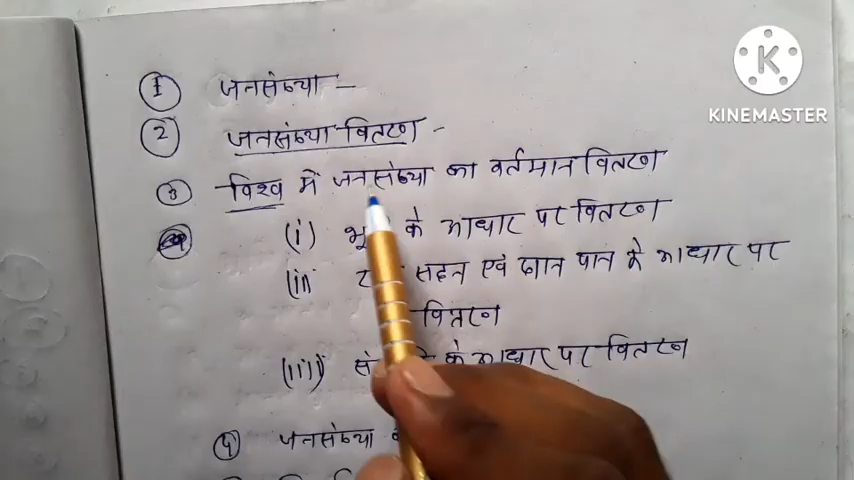 ① जनसंख्या –
② जनसंख्या-वितरण -
③ विश्व में जनसंख्या का वर्तमान वितरण
(i) के आधार पर वितरण
(ii) सहन एवं खान पान के आधार पर
वितरण
(iii) के आधार पर वितरण
④ जनसंख्या
KINEMASTER